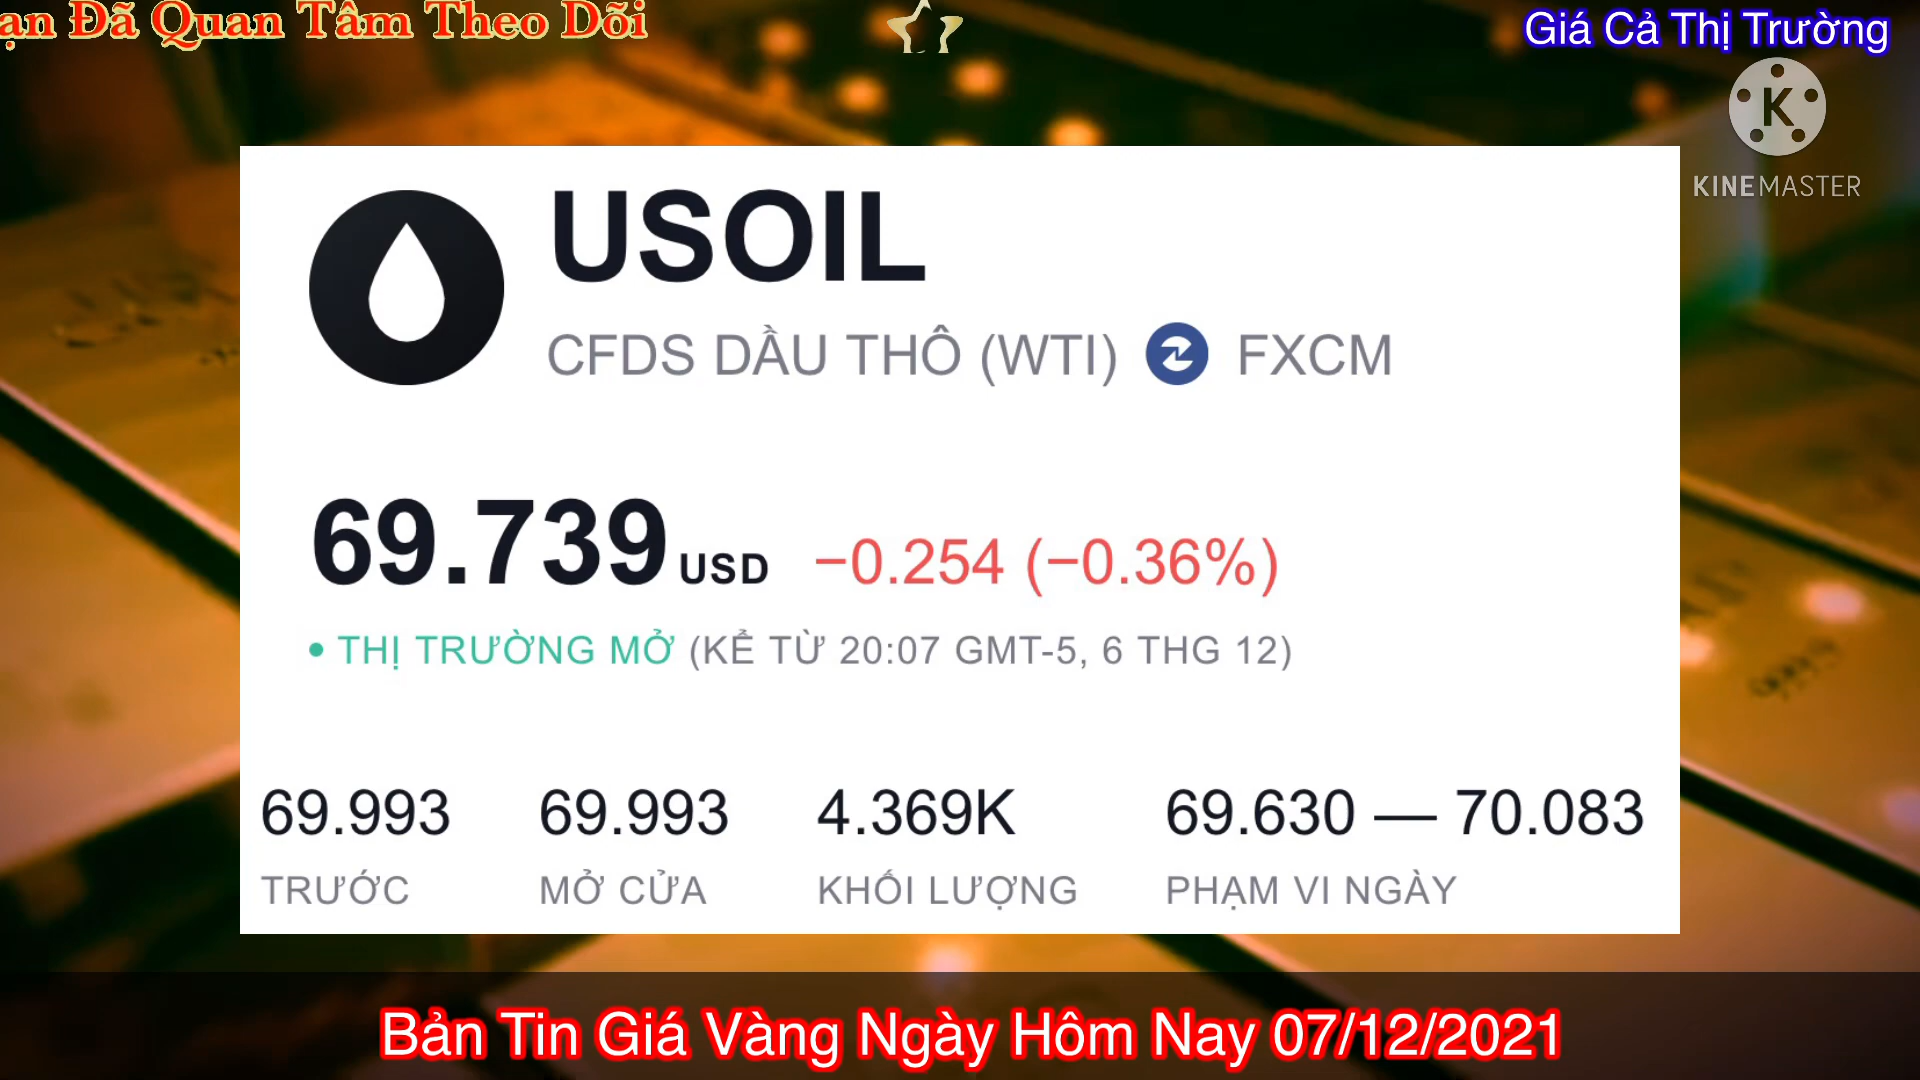 Đã Quan Tâm Theo Dõi
Giá Cả Thị Trường
K
KINEMASTER
USOIL
CFDS DẦU THÔ (WTI) FXCM
69.739 USD −0.254 (−0.36%)
• THỊ TRƯỜNG MỞ (KỂ TỪ 20:07 GMT-5, 6 THG 12)
69.993 69.993 4.369K 69.630 — 70.083
TRƯỚC MỞ CỬA KHỐI LƯỢNG PHẠM VI NGÀY
Bản Tin Giá Vàng Ngày Hôm Nay 07/12/2021